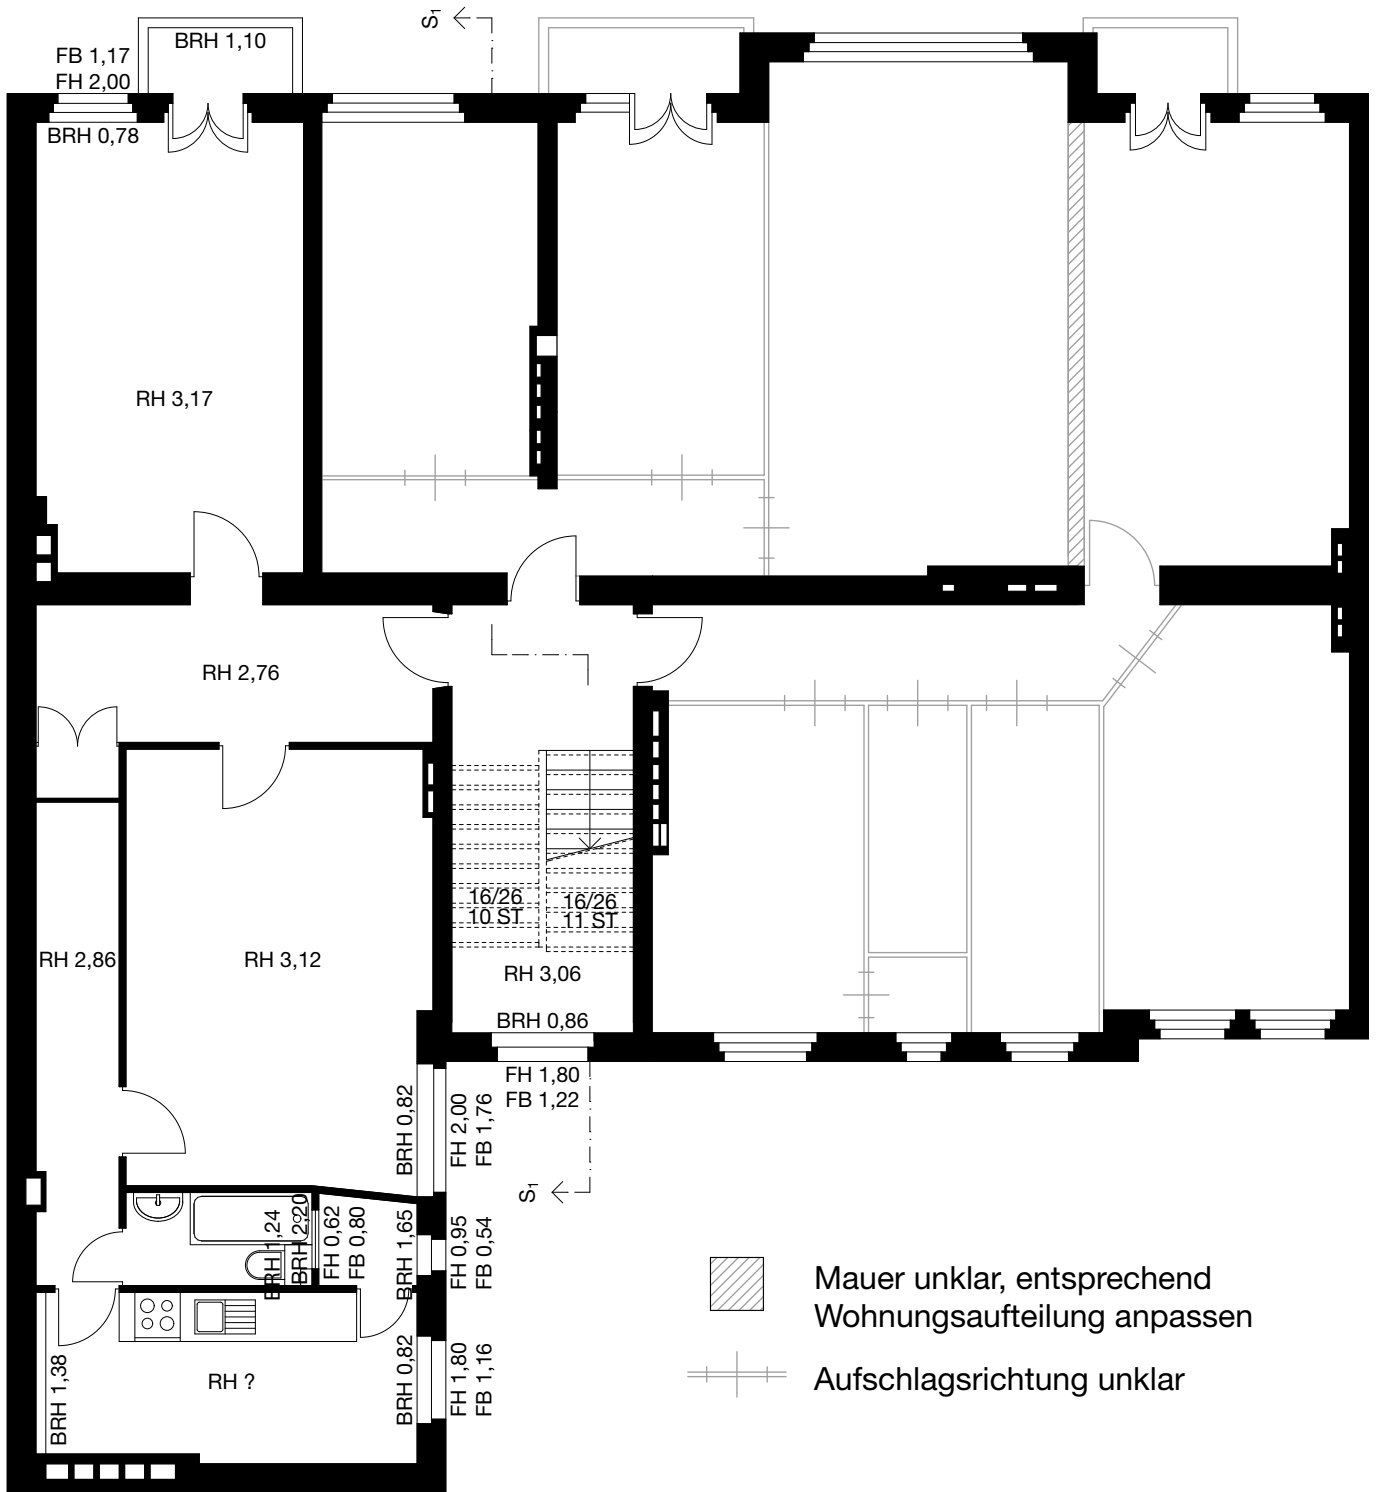 S1
BRH 1,10
FB 1,17
FH 2,00
BRH 0,78
RH 3,17
RH 2,76
16/26
10 ST
16/26
11 ST
RH 2,86
RH 3,12
RH 3,06
BRH 0,86
FH 1,80
FB 1,22
BRH 0,82
FH 2,00
FB 1,76
S1
BRH 1,24
BRH 2,20
FH 0,62
FB 0,80
BRH 1,65
FH 0,95
FB 0,54
Mauer unklar, entsprechend
Wohnungsaufteilung anpassen
BRH 1,38
RH ?
BRH 0,82
FH 1,80
FB 1,16
Aufschlagsrichtung unklar